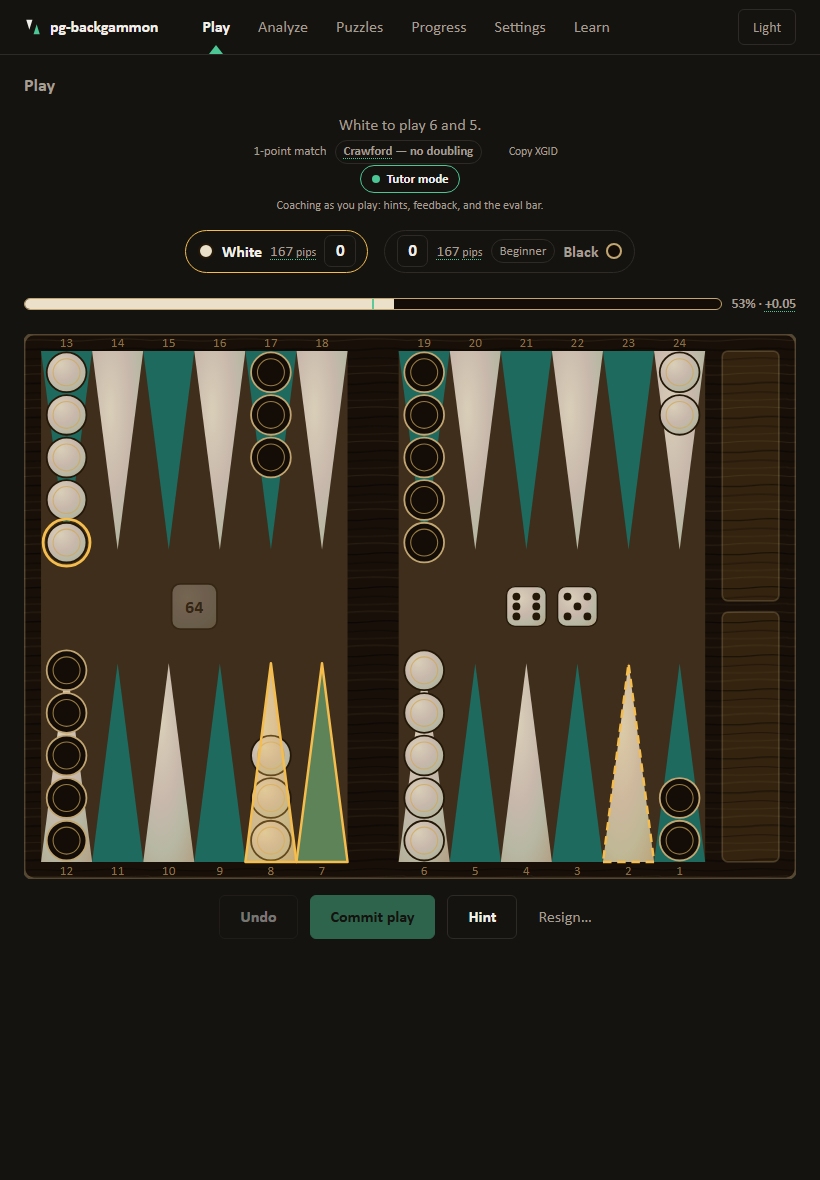 pg-backgammon Play Analyze Puzzles Progress Settings Learn Light
Play
White to play 6 and 5.
1-point match Crawford — no doubling Copy XGID
Tutor mode
Coaching as you play: hints, feedback, and the eval bar.
White 167 pips 0 0 167 pips Beginner Black
53% · +0.05
13 14 15 16 17 18 19 20 21 22 23 24
64
12 11 10 9 8 7 6 5 4 3 2 1
Undo Commit play Hint Resign...